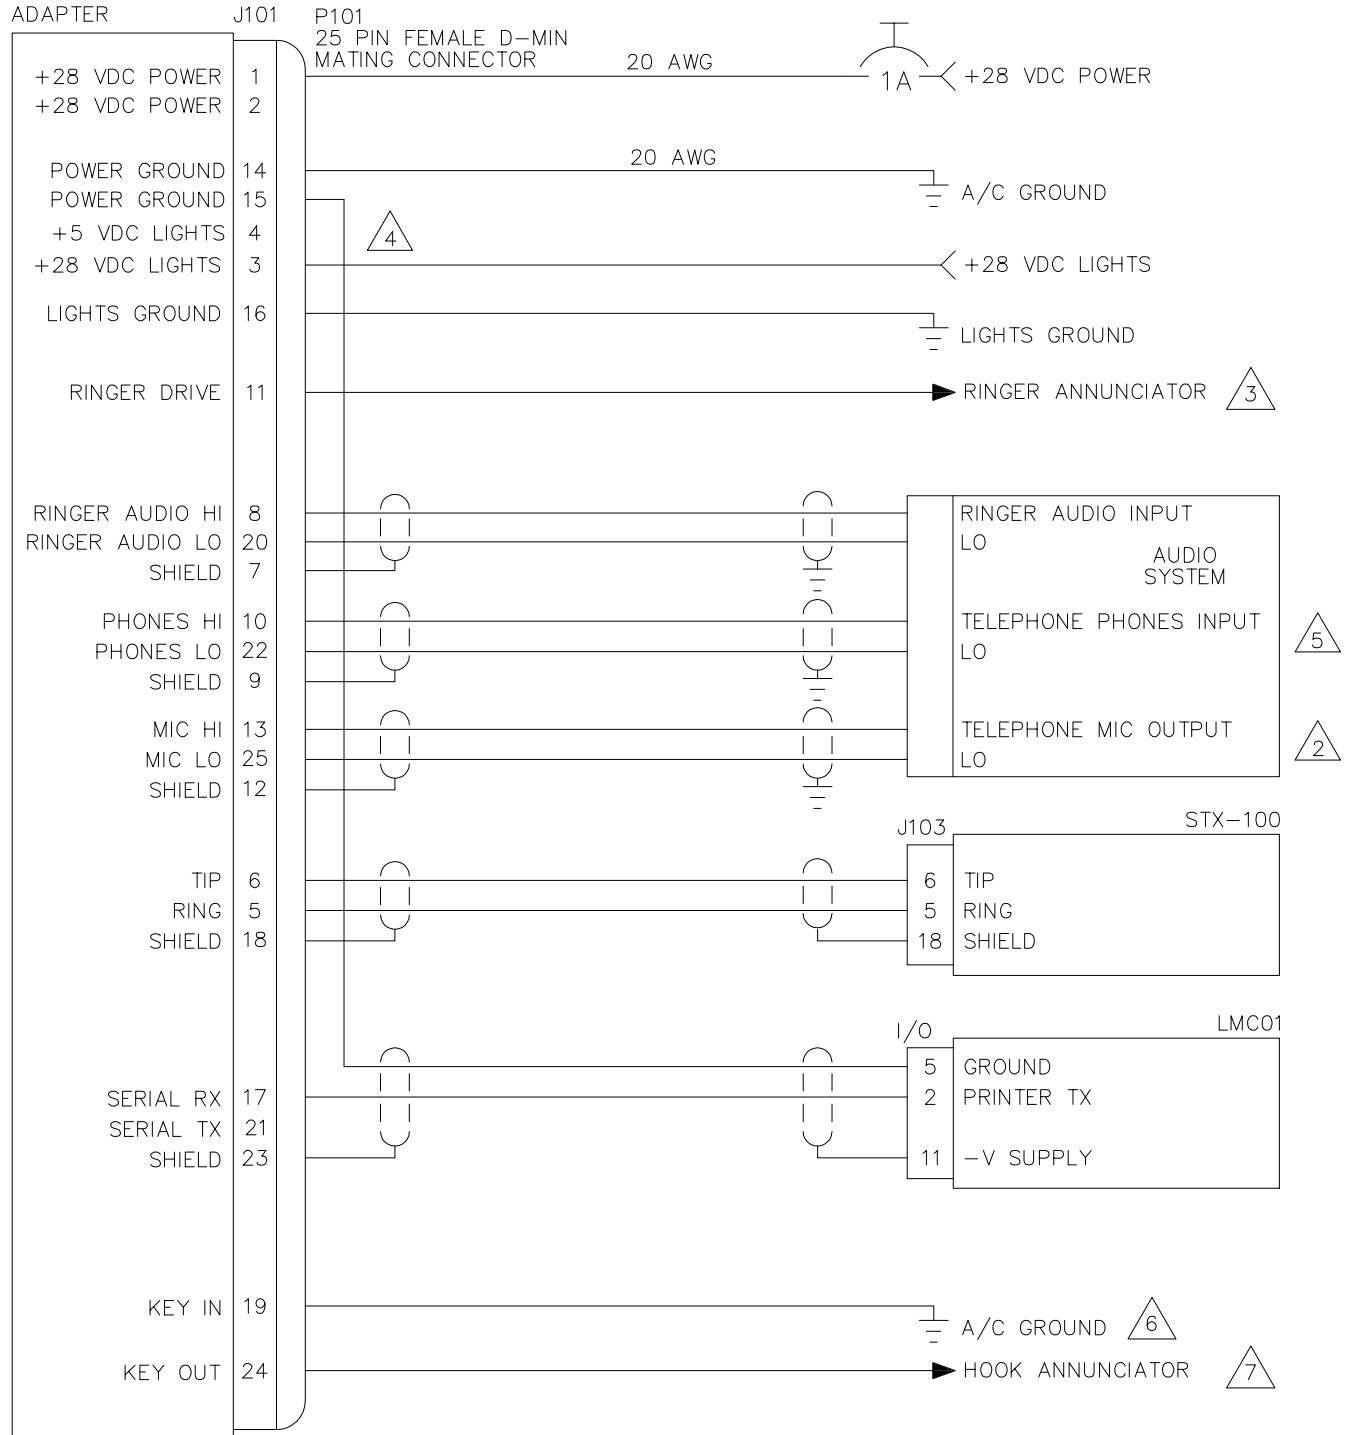 ADAPTER J101 P101
25 PIN FEMALE D-MIN
MATING CONNECTOR 20 AWG
+28 VDC POWER 1 1A +28 VDC POWER
+28 VDC POWER 2
20 AWG
POWER GROUND 14
A/C GROUND
POWER GROUND 15
+5 VDC LIGHTS 4 4
+28 VDC LIGHTS 3 +28 VDC LIGHTS
LIGHTS GROUND 16
LIGHTS GROUND
RINGER DRIVE 11 RINGER ANNUNCIATOR 3
RINGER AUDIO HI 8 RINGER AUDIO INPUT
RINGER AUDIO LO 20 LO
AUDIO
SYSTEM
SHIELD 7
PHONES HI 10 TELEPHONE PHONES INPUT
5
PHONES LO 22 LO
SHIELD 9
MIC HI 13 TELEPHONE MIC OUTPUT
2
MIC LO 25 LO
SHIELD 12
J103 STX-100
TIP 6 6 TIP
RING 5 5 RING
SHIELD 18 18 SHIELD
I/O LMC01
5 GROUND
SERIAL RX 17 2 PRINTER TX
SERIAL TX 21
SHIELD 23 11 -V SUPPLY
KEY IN 19
A/C GROUND 6
KEY OUT 24 HOOK ANNUNCIATOR 7